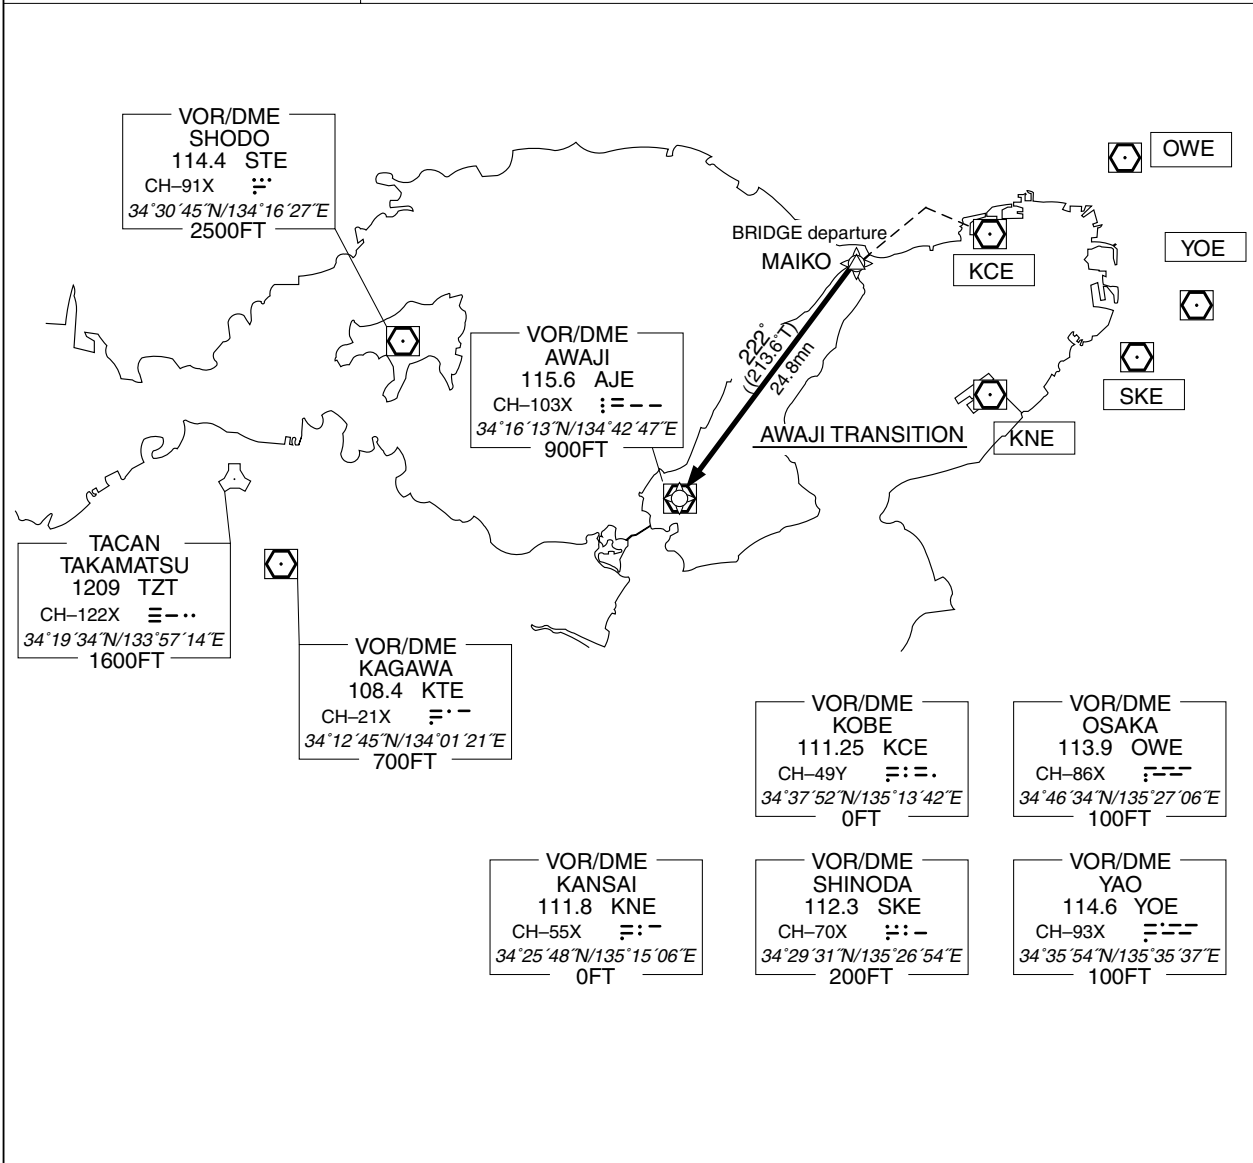 VOR/DME
SHODO
114.4 STE
CH–91X
34°30´45˝N/134°16´27˝E
2500FT
OWE
YOE
BRIDGE departure
MAIKO
KCE
VOR/DME
AWAJI
115.6 AJE
CH–103X
34°16´13˝N/134°42´47˝E
900FT
222°
(213.6°T)
24.8mn
SKE
AWAJI TRANSITION
KNE
TACAN
TAKAMATSU
1209 TZT
CH–122X
34°19´34˝N/133°57´14˝E
1600FT
VOR/DME
KAGAWA
108.4 KTE
CH–21X
34°12´45˝N/134°01´21˝E
700FT
VOR/DME
KOBE
111.25 KCE
CH–49Y
34°37´52˝N/135°13´42˝E
0FT
VOR/DME
OSAKA
113.9 OWE
CH–86X
34°46´34˝N/135°27´06˝E
100FT
VOR/DME
KANSAI
111.8 KNE
CH–55X
34°25´48˝N/135°15´06˝E
0FT
VOR/DME
SHINODA
112.3 SKE
CH–70X
34°29´31˝N/135°26´54˝E
200FT
VOR/DME
YAO
114.6 YOE
CH–93X
34°35´54˝N/135°35´37˝E
100FT